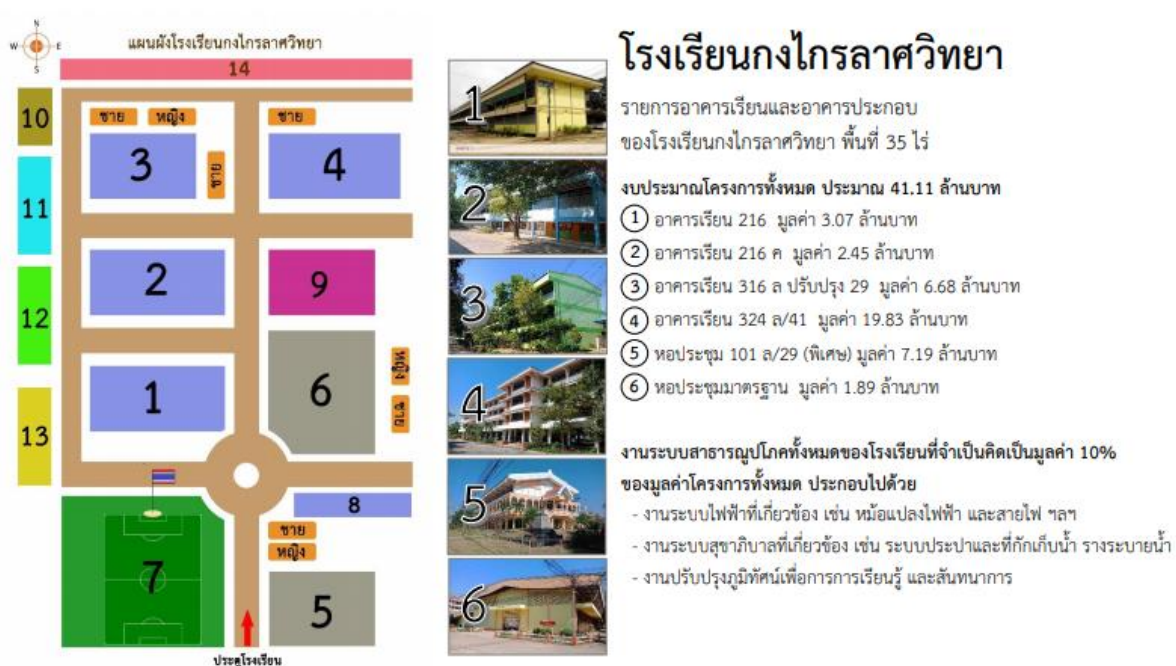 N
W E
S
แผนผังโรงเรียนกงไกรลาศวิทยา
14
10
ชาย หญิง
ชาย
3
ชาย
4
11
2
9
12
1
6
หญิง
ชาย
13
8
ชาย
หญิง
7
5
ประตูโรงเรียน
1
2
3
4
5
6
โรงเรียนกงไกรลาศวิทยา
รายการอาคารเรียนและอาคารประกอบ
ของโรงเรียนกงไกรลาศวิทยา พื้นที่ 35 ไร่
งบประมาณโครงการทั้งหมด ประมาณ 41.11 ล้านบาท
1 อาคารเรียน 216 มูลค่า 3.07 ล้านบาท
2 อาคารเรียน 216 ค มูลค่า 2.45 ล้านบาท
3 อาคารเรียน 316 ล ปรับปรุง 29 มูลค่า 6.68 ล้านบาท
4 อาคารเรียน 324 ล/41 มูลค่า 19.83 ล้านบาท
5 หอประชุม 101 ล/29 (พิเศษ) มูลค่า 7.19 ล้านบาท
6 หอประชุมมาตรฐาน มูลค่า 1.89 ล้านบาท
งานระบบสาธารณูปโภคทั้งหมดของโรงเรียนที่จำเป็นคิดเป็นมูลค่า 10%
ของมูลค่าโครงการทั้งหมด ประกอบไปด้วย
- งานระบบไฟฟ้าที่เกี่ยวข้อง เช่น หม้อแปลงไฟฟ้า และสายไฟ ฯลฯ
- งานระบบสุขาภิบาลที่เกี่ยวข้อง เช่น ระบบประปาและที่กักเก็บน้ำ รางระบายน้ำ
- งานปรับปรุงภูมิทัศน์เพื่อการการเรียนรู้ และสันทนาการ